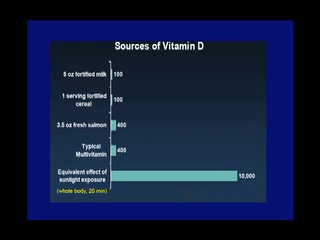 Sources of Vitamin D
8 oz fortified milk
100
1 serving fortified
cereal
100
3.5 oz fresh salmon
400
Typical
Multivitamin
400
Equivalent effect of
sunlight exposure
10,000
(whole body, 20 min)